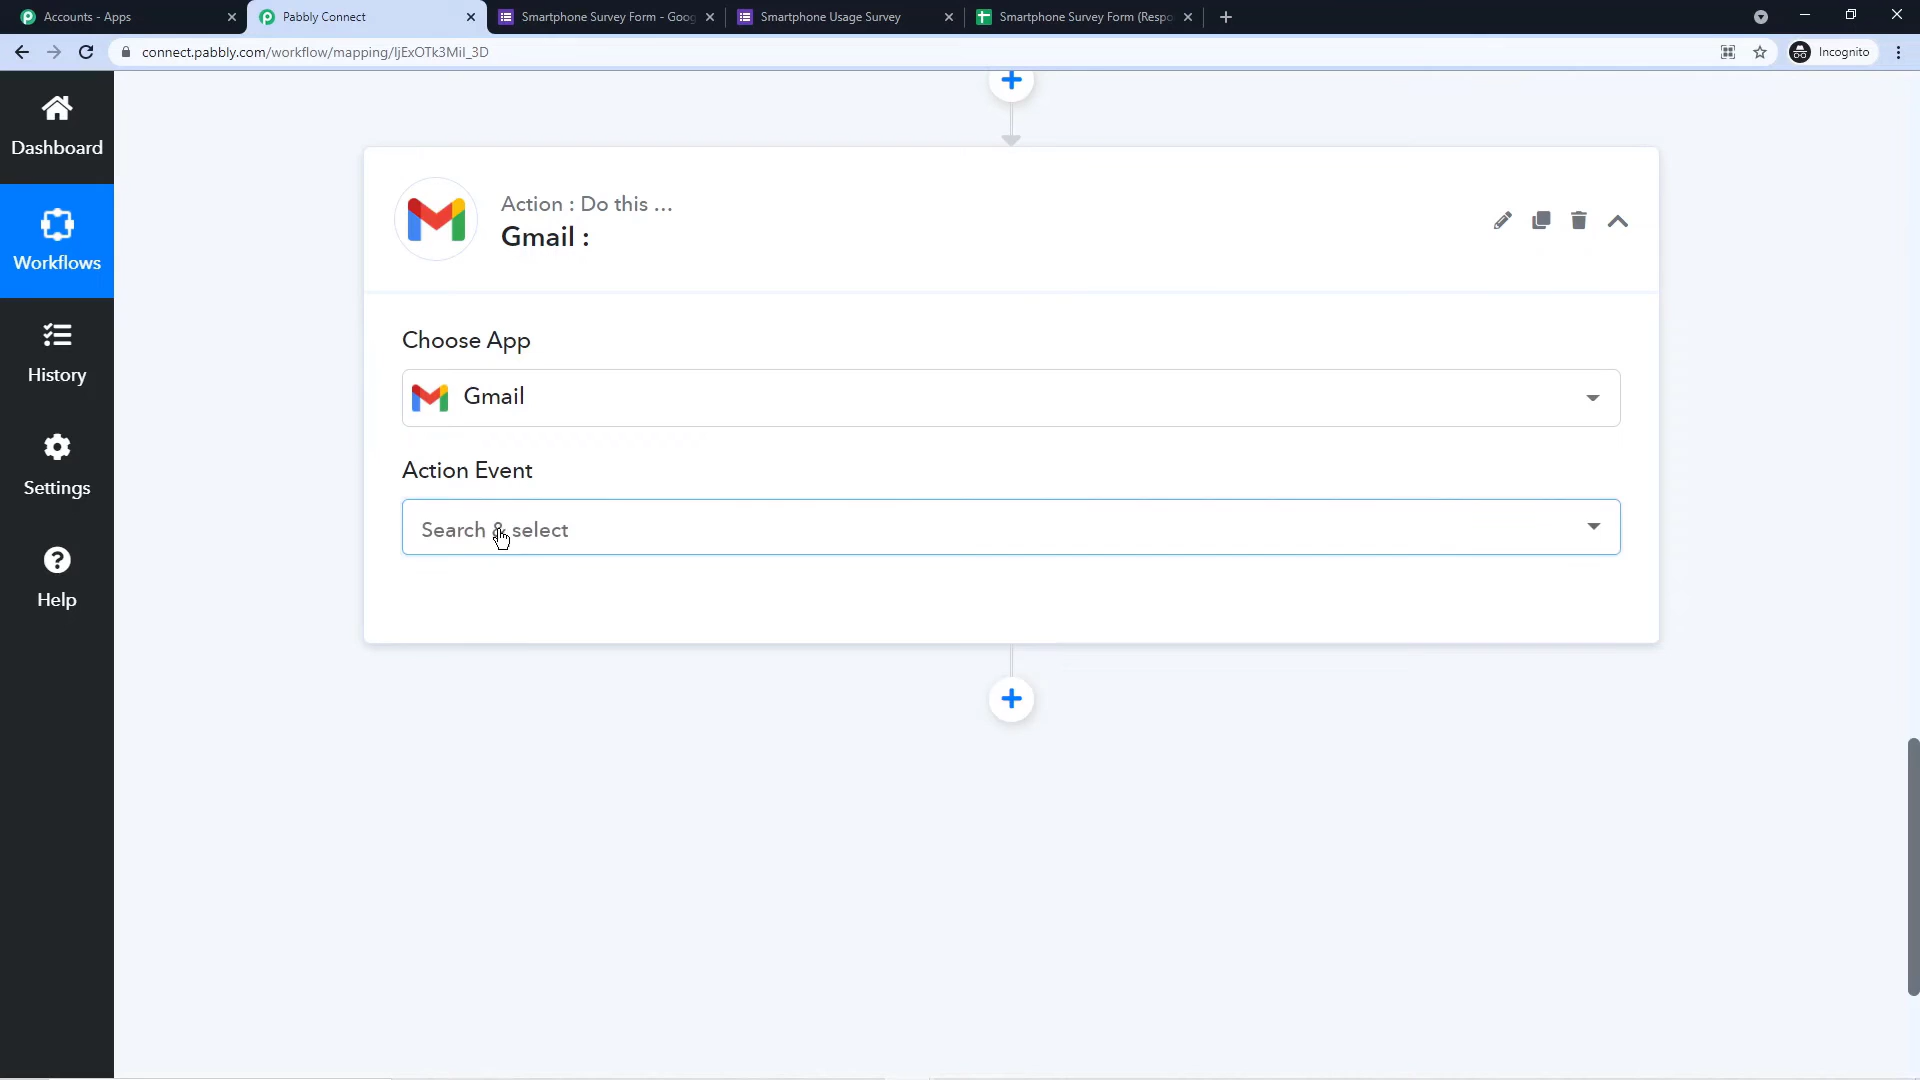 Accounts - Apps
Pabbly Connect
Smartphone Survey Form - Goog
Smartphone Usage Survey
Smartphone Survey Form (Respo
connect.pabbly.com/workflow/mapping/IjExOTk3MiI_3D
Incognito
Dashboard
Workflows
History
Settings
Help
Action : Do this ...
Gmail :
Choose App
Gmail
Action Event
Search & select